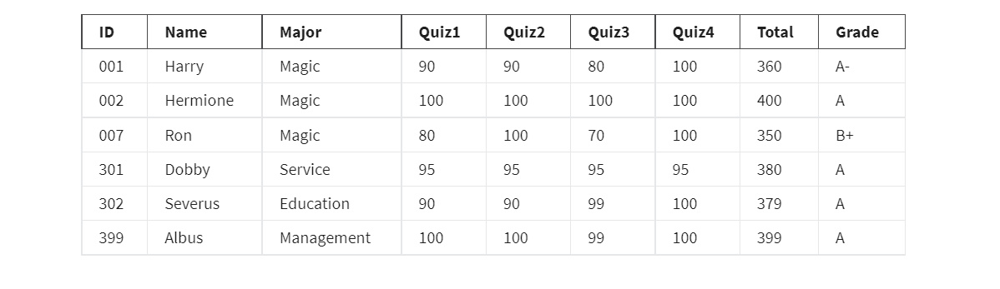 ID Name Major Quiz1 Quiz2 Quiz3 Quiz4 Total Grade
001 Harry Magic 90 90 80 100 360 A-
002 Hermione Magic 100 100 100 100 400 A
007 Ron Magic 80 100 70 100 350 B+
301 Dobby Service 95 95 95 95 380 A
302 Severus Education 90 90 99 100 379 A
399 Albus Management 100 100 99 100 399 A